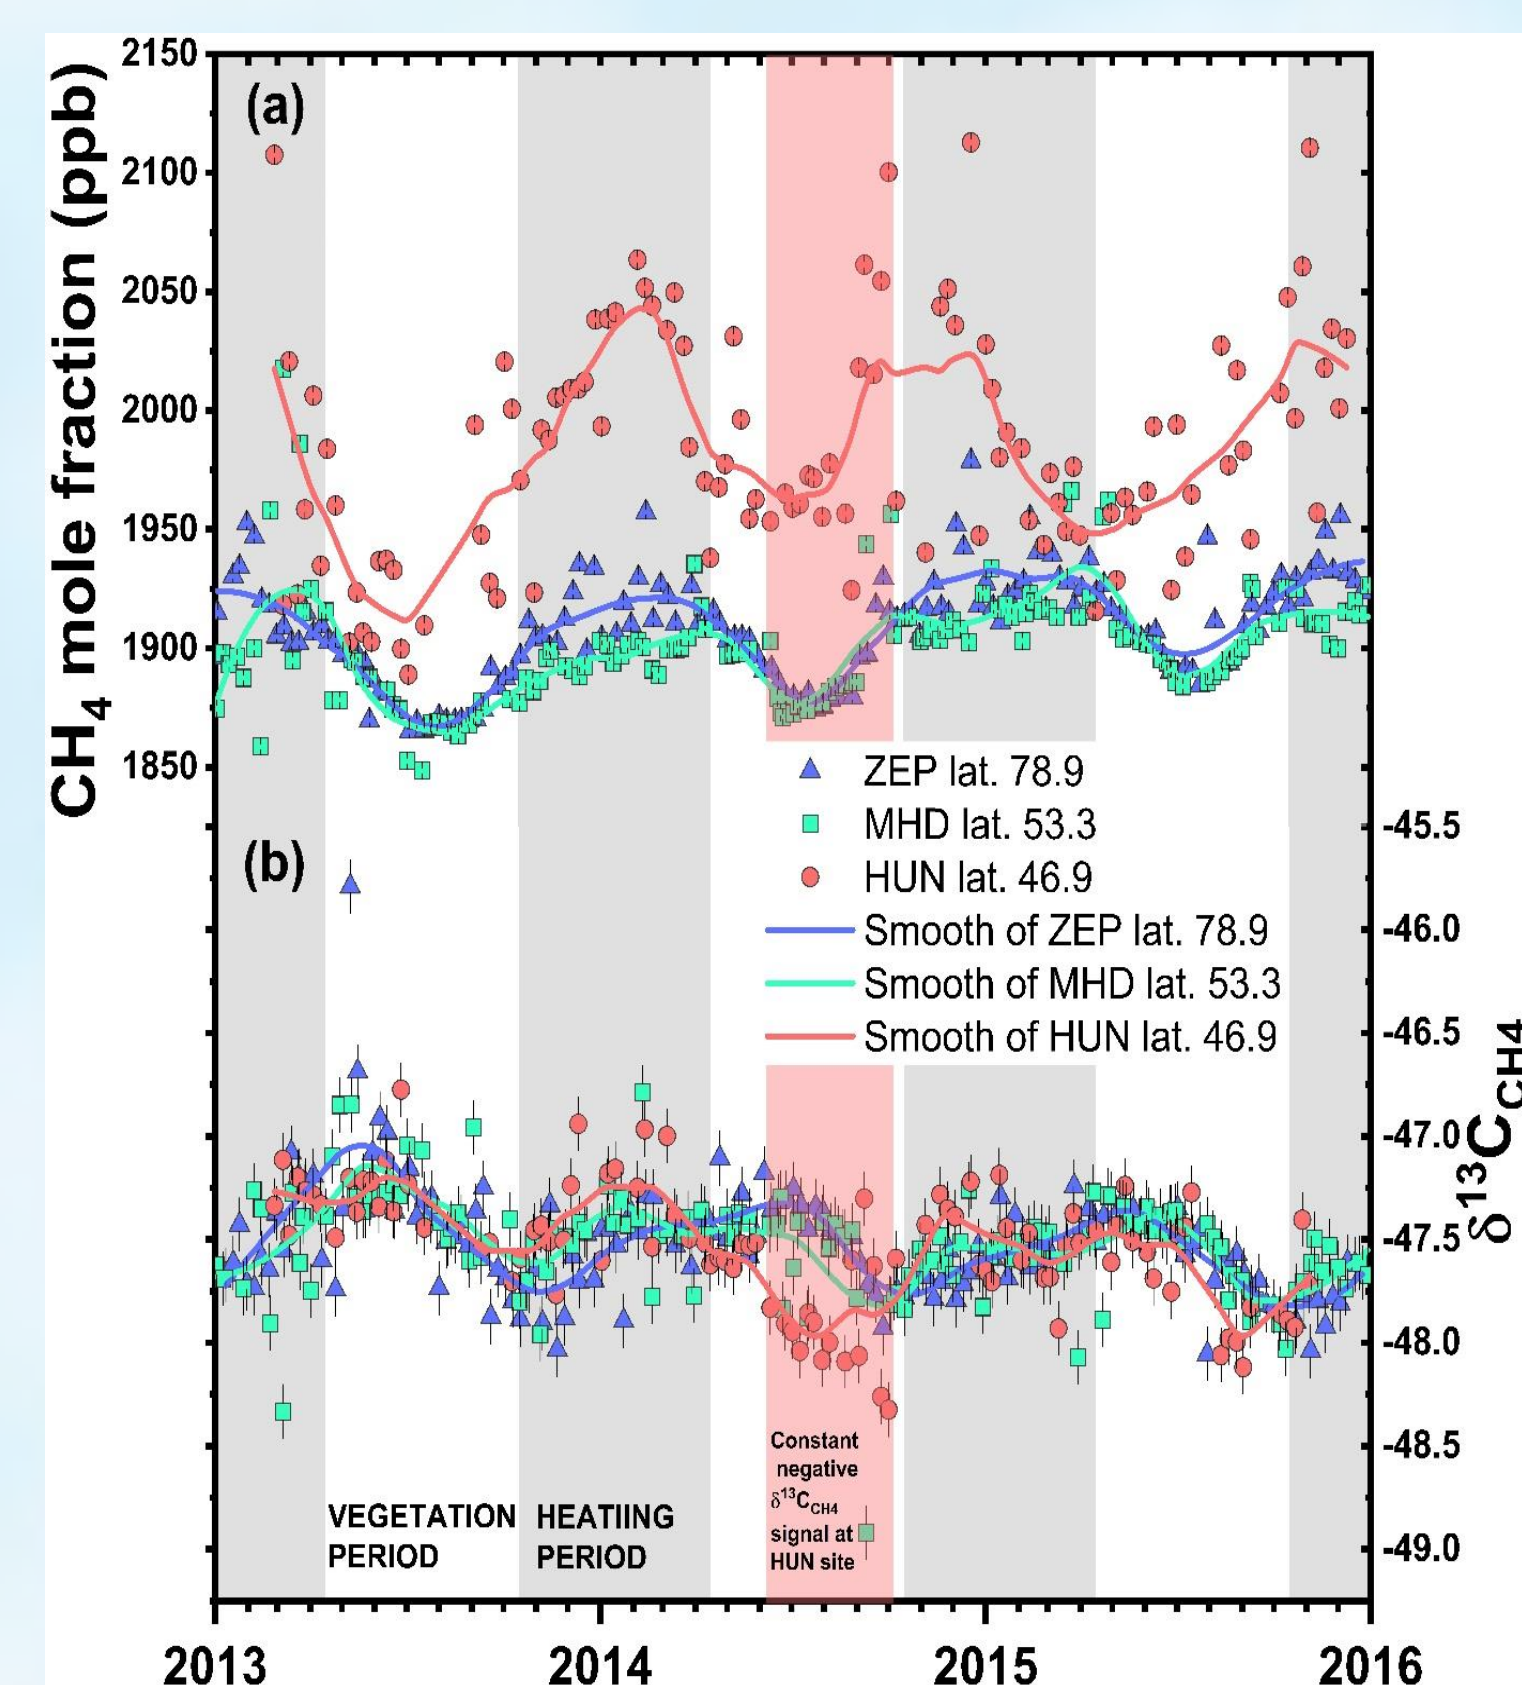 (a)
CH4 mole fraction (ppb)
2150
2100
2050
2000
1950
1900
1850
ZEP lat. 78.9
MHD lat. 53.3
HUN lat. 46.9
Smooth of ZEP lat. 78.9
Smooth of MHD lat. 53.3
Smooth of HUN lat. 46.9
(b)
-45.5
-46.0
-46.5
-47.0
-47.5
-48.0
-48.5
-49.0
δ13CCH4
VEGETATION
PERIOD
HEATIING
PERIOD
Constant
negative
δ13CCH4
signal at
HUN site
2013 2014 2015 2016